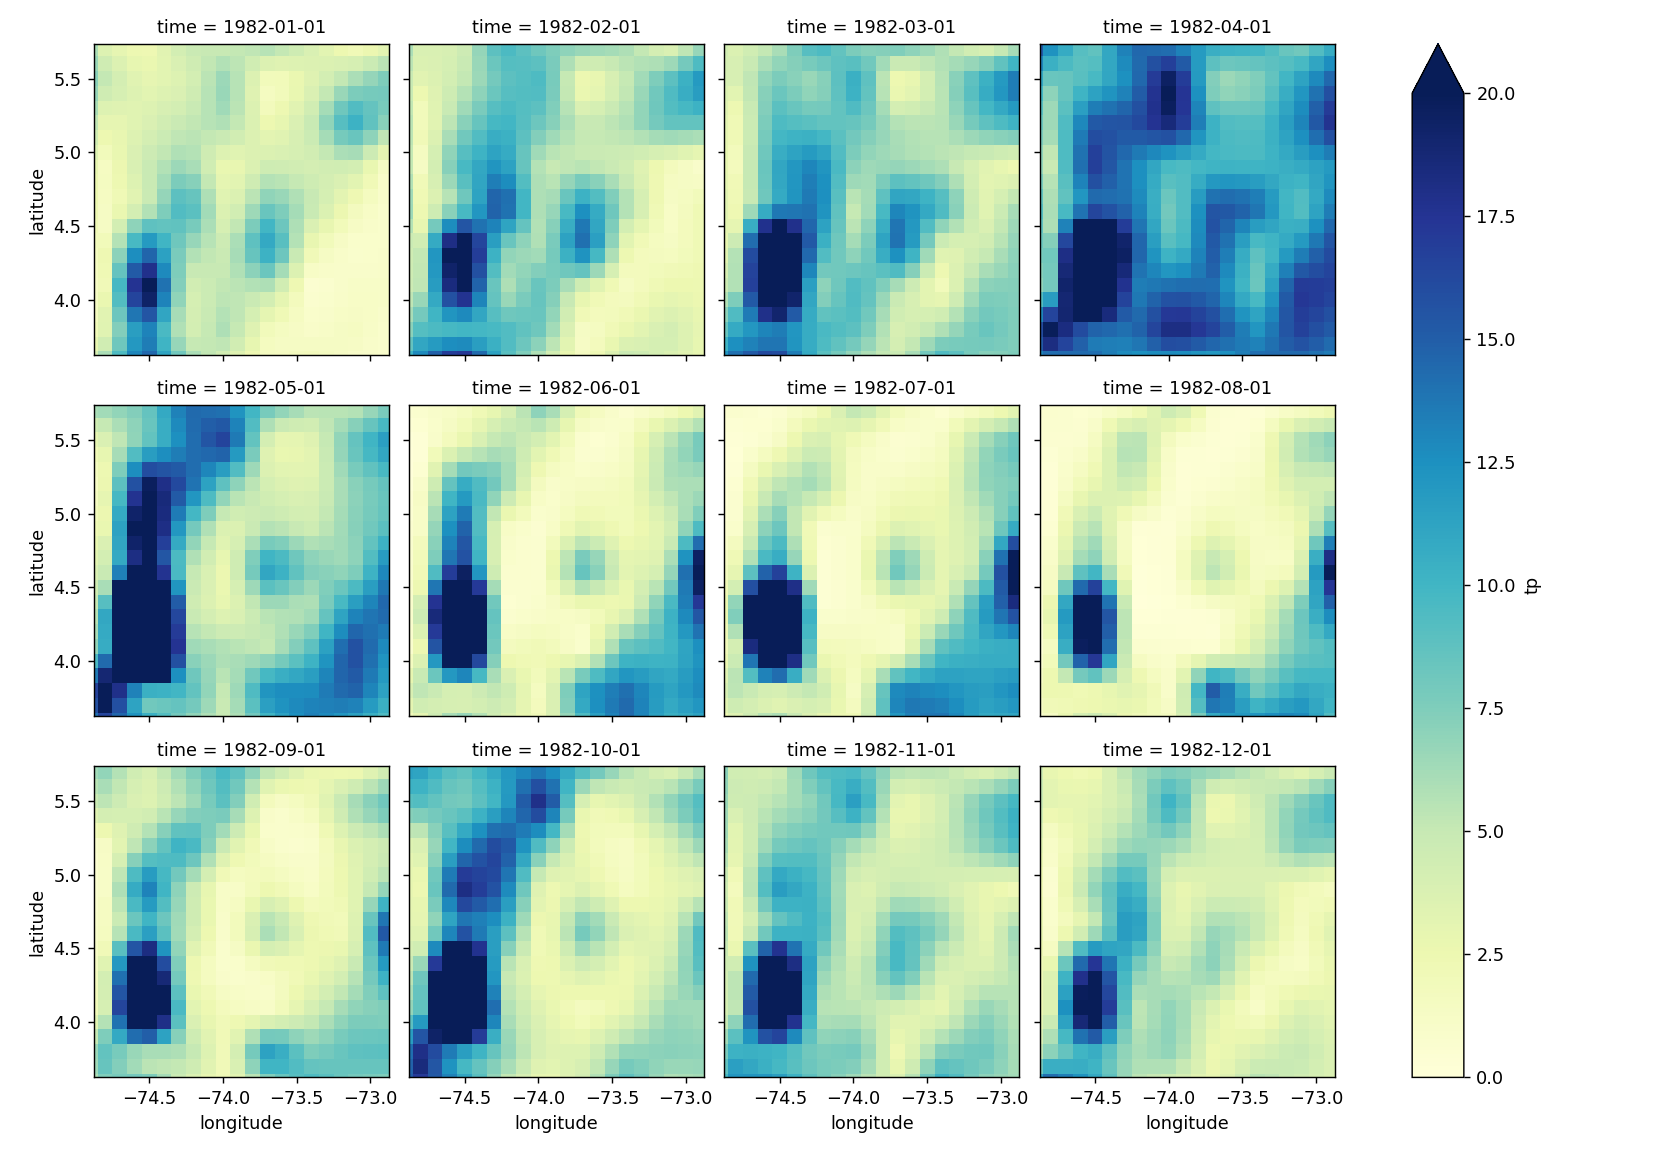 time = 1982-01-01
time = 1982-02-01
time = 1982-03-01
time = 1982-04-01
latitude
5.5
5.0
4.5
4.0
time = 1982-05-01
time = 1982-06-01
time = 1982-07-01
time = 1982-08-01
latitude
5.5
5.0
4.5
4.0
time = 1982-09-01
time = 1982-10-01
time = 1982-11-01
time = 1982-12-01
latitude
5.5
5.0
4.5
4.0
−74.5 −74.0 −73.5 −73.0
longitude
−74.5 −74.0 −73.5 −73.0
longitude
−74.5 −74.0 −73.5 −73.0
longitude
−74.5 −74.0 −73.5 −73.0
longitude
20.0
17.5
15.0
12.5
10.0
7.5
5.0
2.5
0.0
tp